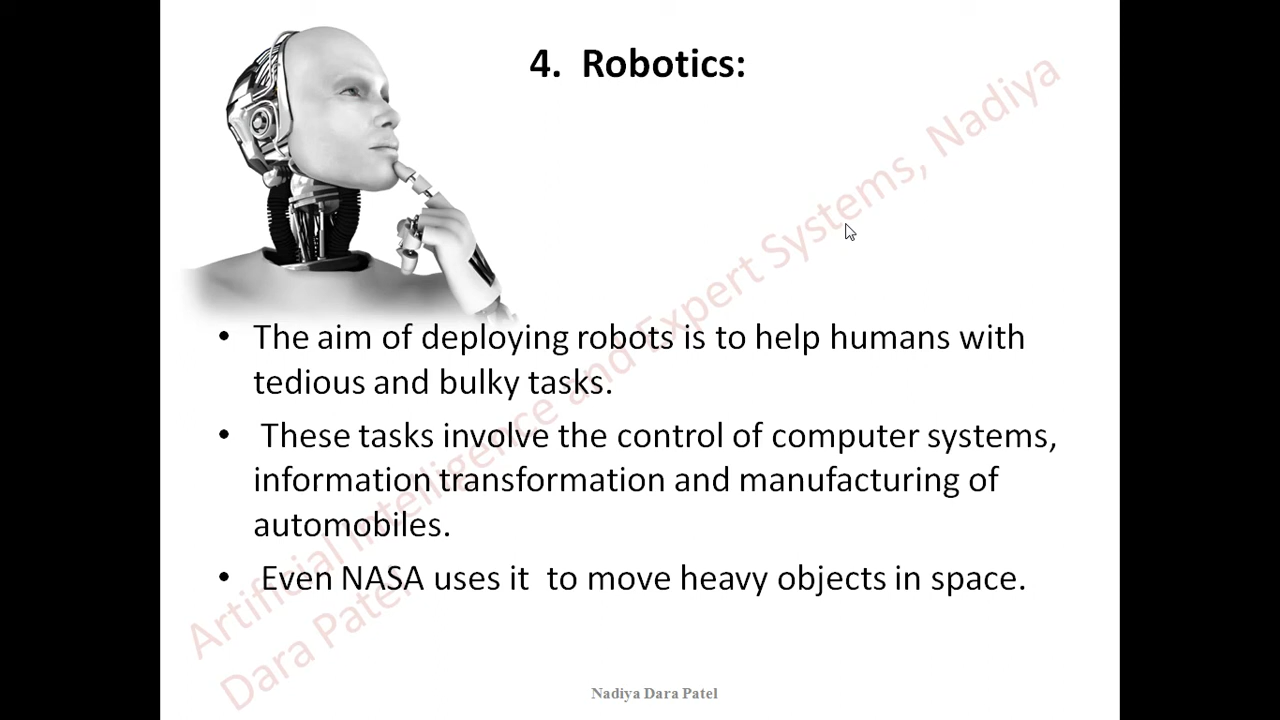 4. Robotics:
• The aim of deploying robots is to help humans with
tedious and bulky tasks.
• These tasks involve the control of computer systems,
information transformation and manufacturing of
automobiles.
• Even NASA uses it to move heavy objects in space.
Artificial Intelligence and Expert Systems, Nadiya
Dara Patel
Nadiya Dara Patel